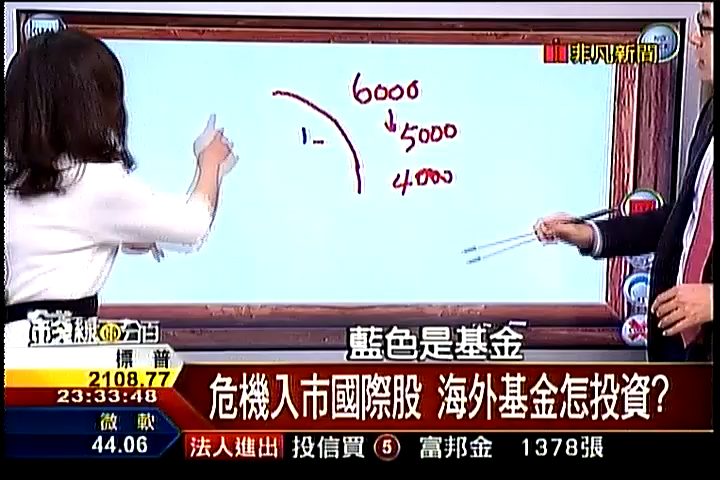 非凡新聞
6000
5000
4000
藍色是基金
標普
2108.77
23:33:48
危機入市國際股 海外基金怎投資?
微軟
44.06
法人進出 投信買 5 富邦金 1378張